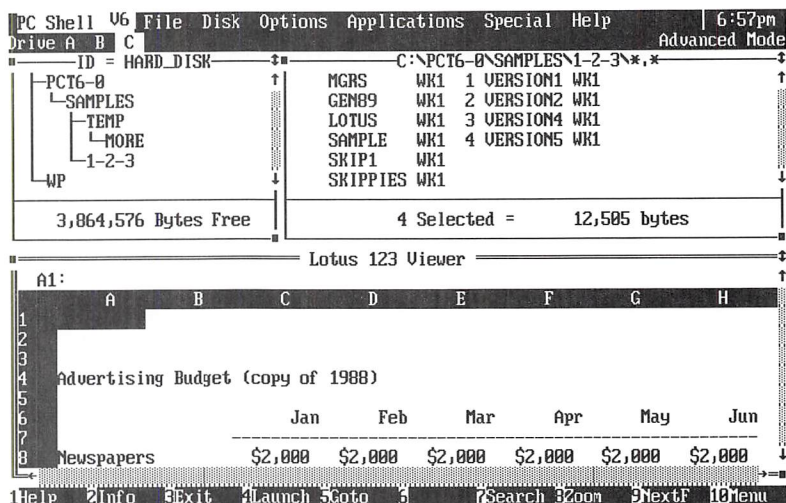 PC Shell V6 File Disk Options Applications Special Help 6:57pm
Drive A B C Advanced Mode
ID = HARD_DISK
PCT6-0
SAMPLES
TEMP
MORE
1-2-3
WP
3,864,576 Bytes Free
C:\PCT6-0\SAMPLES\1-2-3\*.*
MGRS WK1 1 VERSION1 WK1
GEN89 WK1 2 VERSION2 WK1
LOTUS WK1 3 VERSION4 WK1
SAMPLE WK1 4 VERSION5 WK1
SKIP1 WK1
SKIPPIES WK1
4 Selected = 12,505 bytes
Lotus 123 Viewer
A1:
A B C D E F G H
1
2
3
4 Advertising Budget (copy of 1988)
5
6 Jan Feb Mar Apr May Jun
7
8 Newspapers $2,000 $2,000 $2,000 $2,000 $2,000 $2,000
1Help 2Info 3Exit 4Launch 5Goto 6 7Search 8Zoom 9NextF 10Menu